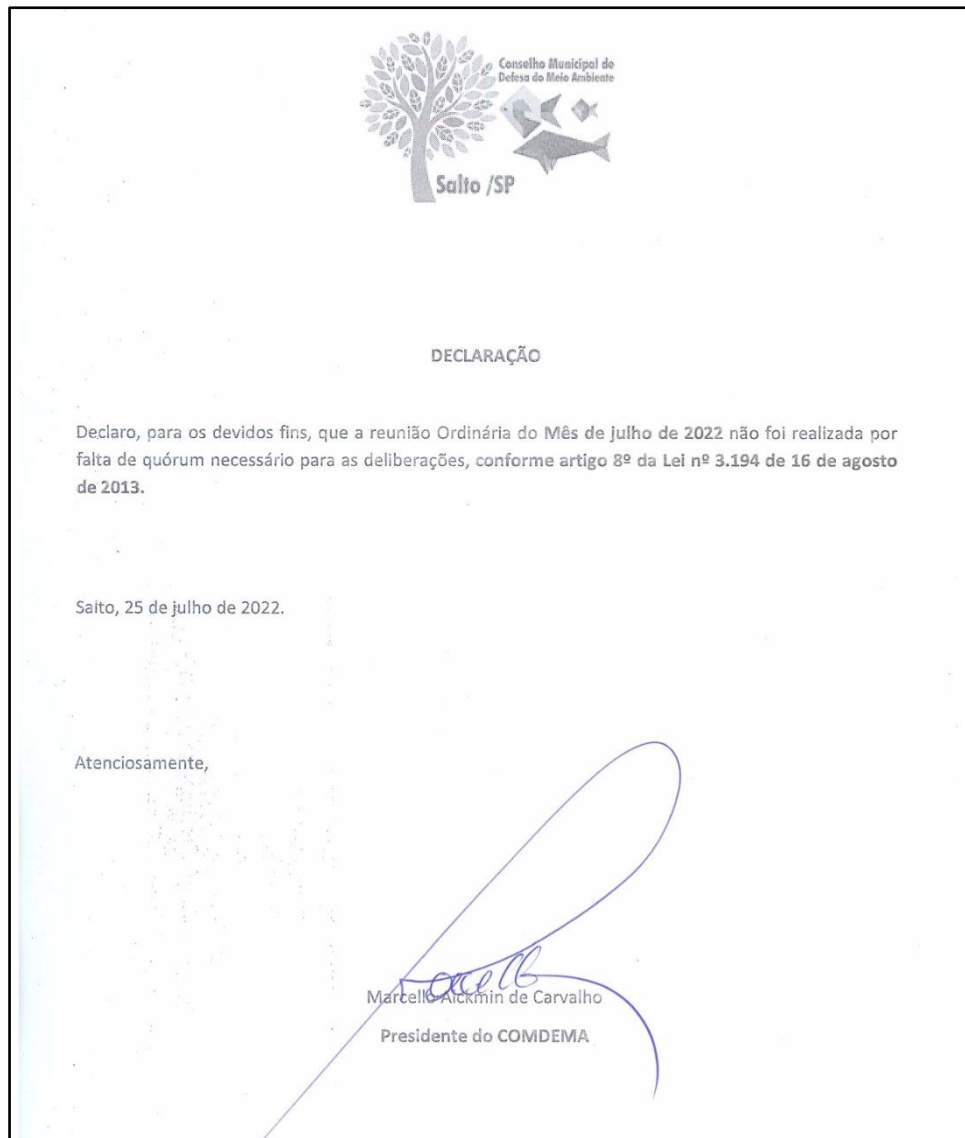 Conselho Municipal de
Defesa do Meio Ambiente
Salto /SP
DECLARAÇÃO
Declaro, para os devidos fins, que a reunião Ordinária do Mês de julho de 2022 não foi realizada por
falta de quórum necessário para as deliberações, conforme artigo 8º da Lei nº 3.194 de 16 de agosto
de 2013.
Salto, 25 de julho de 2022.
Atenciosamente,
Marcello Alckmin de Carvalho
Presidente do COMDEMA